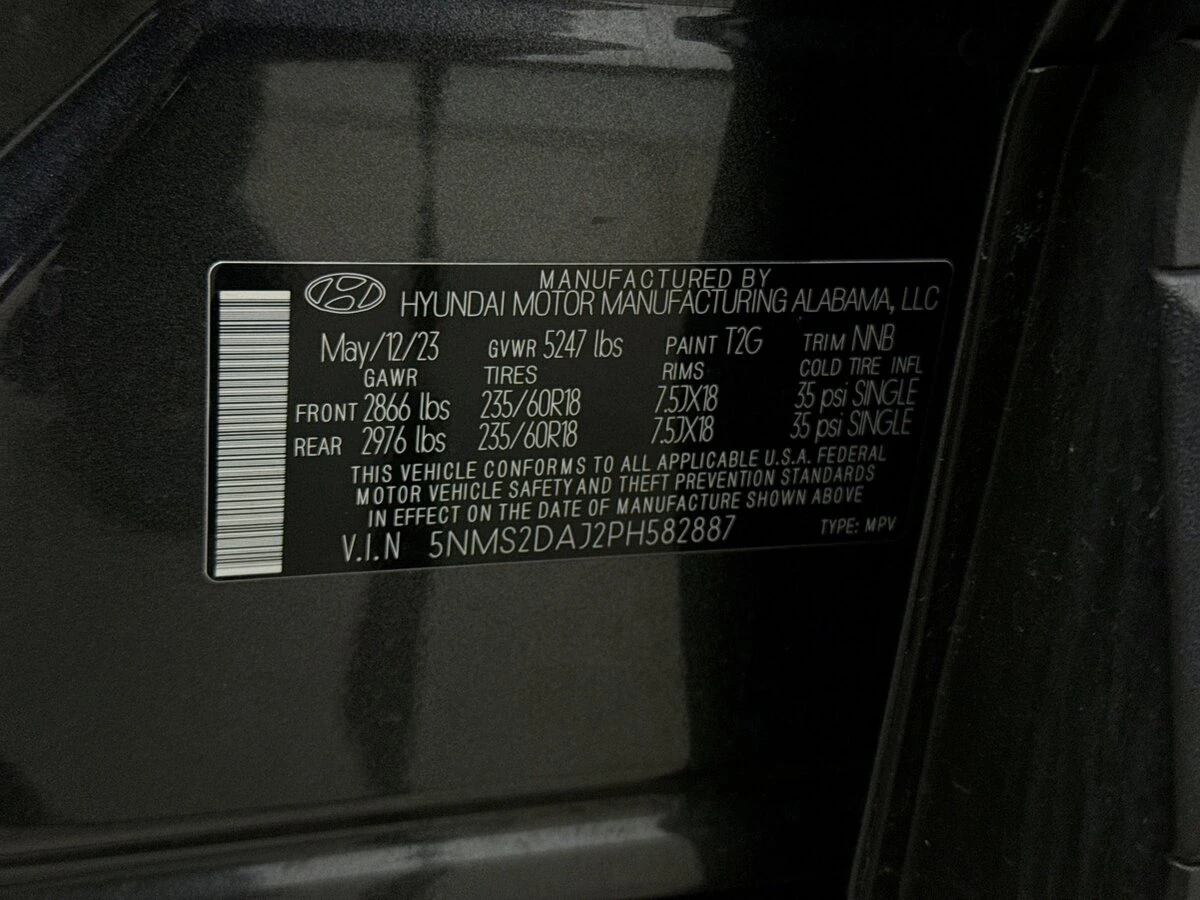 MANUFACTURED BY
HYUNDAI MOTOR MANUFACTURING ALABAMA, LLC
May/12/23 GVWR 5247 lbs PAINT T2G TRIM NNB
GAWR TIRES RIMS COLD TIRE INFL
FRONT 2866 lbs 235/60R18 7.5JX18 35 psi SINGLE
REAR 2976 lbs 235/60R18 7.5JX18 35 psi SINGLE
THIS VEHICLE CONFORMS TO ALL APPLICABLE U.S.A. FEDERAL
MOTOR VEHICLE SAFETY AND THEFT PREVENTION STANDARDS
IN EFFECT ON THE DATE OF MANUFACTURE SHOWN ABOVE
V.I.N 5NMS2DAJ2PH582887 TYPE: MPV